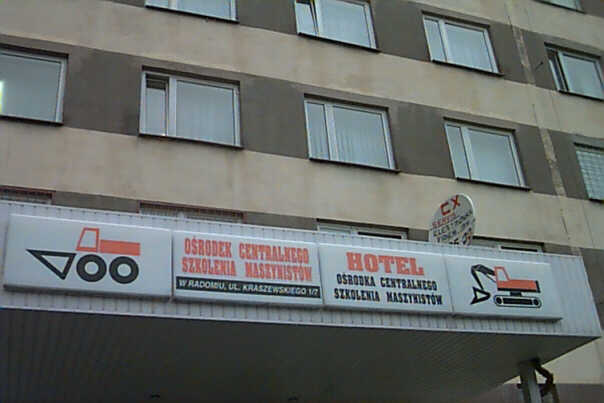 OŚRODEK CENTRALNEGO
SZKOLENIA MASZYNISTÓW
W RADOMIU, UL. KRASZEWSKIEGO 1/7
HOTEL
OŚRODKA CENTRALNEGO
SZKOLENIA MASZYNISTÓW
CX